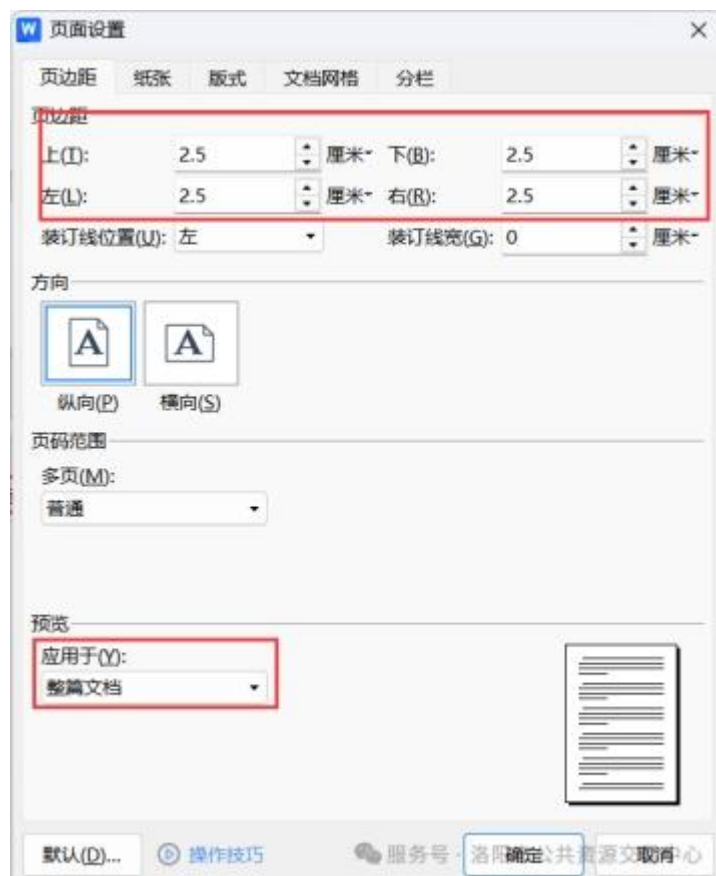 页面设置
页边距 纸张 版式 文档网格 分栏
页边距
上(T): 2.5 厘米 下(B): 2.5 厘米
左(L): 2.5 厘米 右(R): 2.5 厘米
装订线位置(U): 左 装订线宽(G): 0 厘米
方向
A A
纵向(P) 横向(S)
页码范围
多页(M):
普通
预览
应用于(Y):
整篇文档
默认(D)... 操作技巧 确定 取消
服务号 · 洛阳 公共资源交 中心